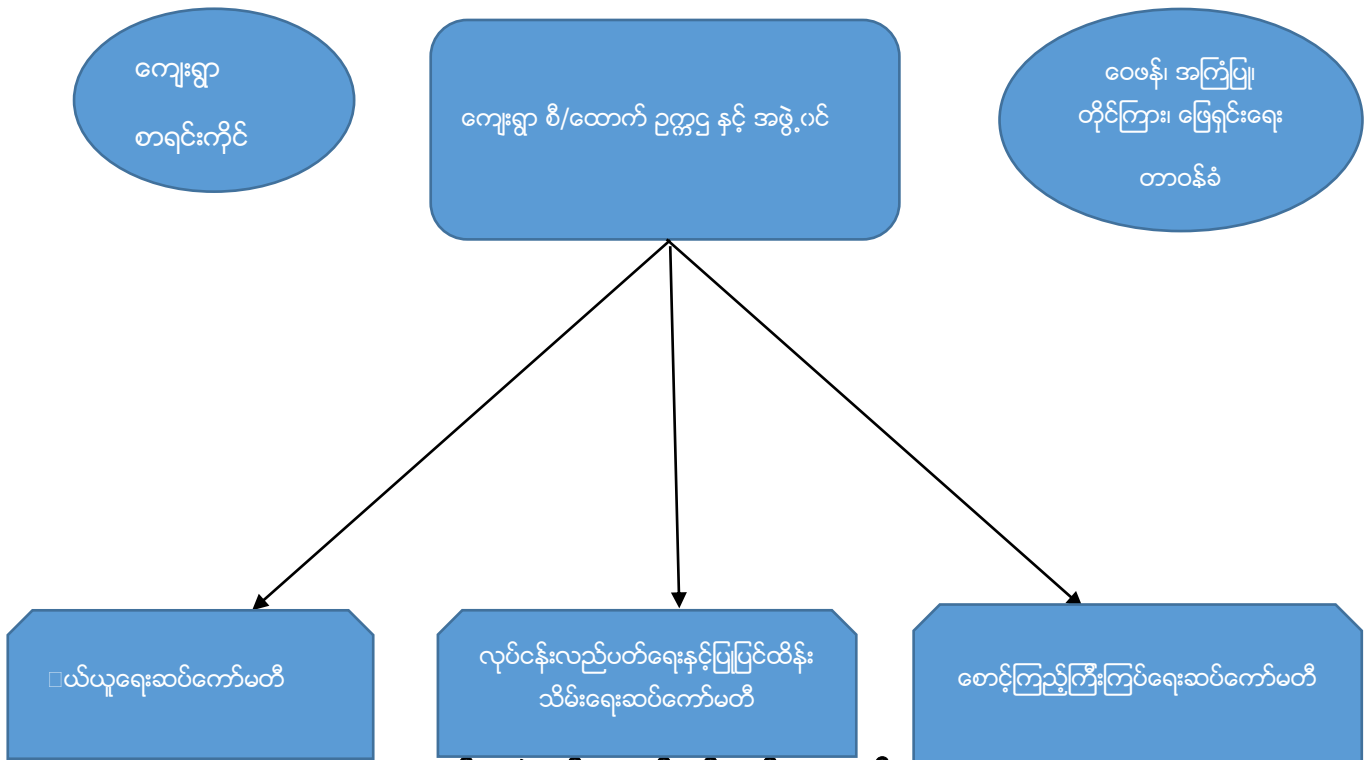 ကျေးရွာ
စာရင်းကိုင်
ကျေးရွာ စီ/ထောက် ဥက္ကဌ နှင့် အဖွဲ့ဝင်
ဝေဖန်၊ အကြံပြု၊
တိုင်ကြား၊ ဖြေရှင်းရေး
တာဝန်ခံ
ယ်ယူရေးဆပ်ကော်မတီ
လုပ်ငန်းလည်ပတ်ရေးနှင့်ပြုပြင်ထိန်း
သိမ်းရေးဆပ်ကော်မတီ
စောင့်ကြည့်ကြီးကြပ်ရေးဆပ်ကော်မတီ